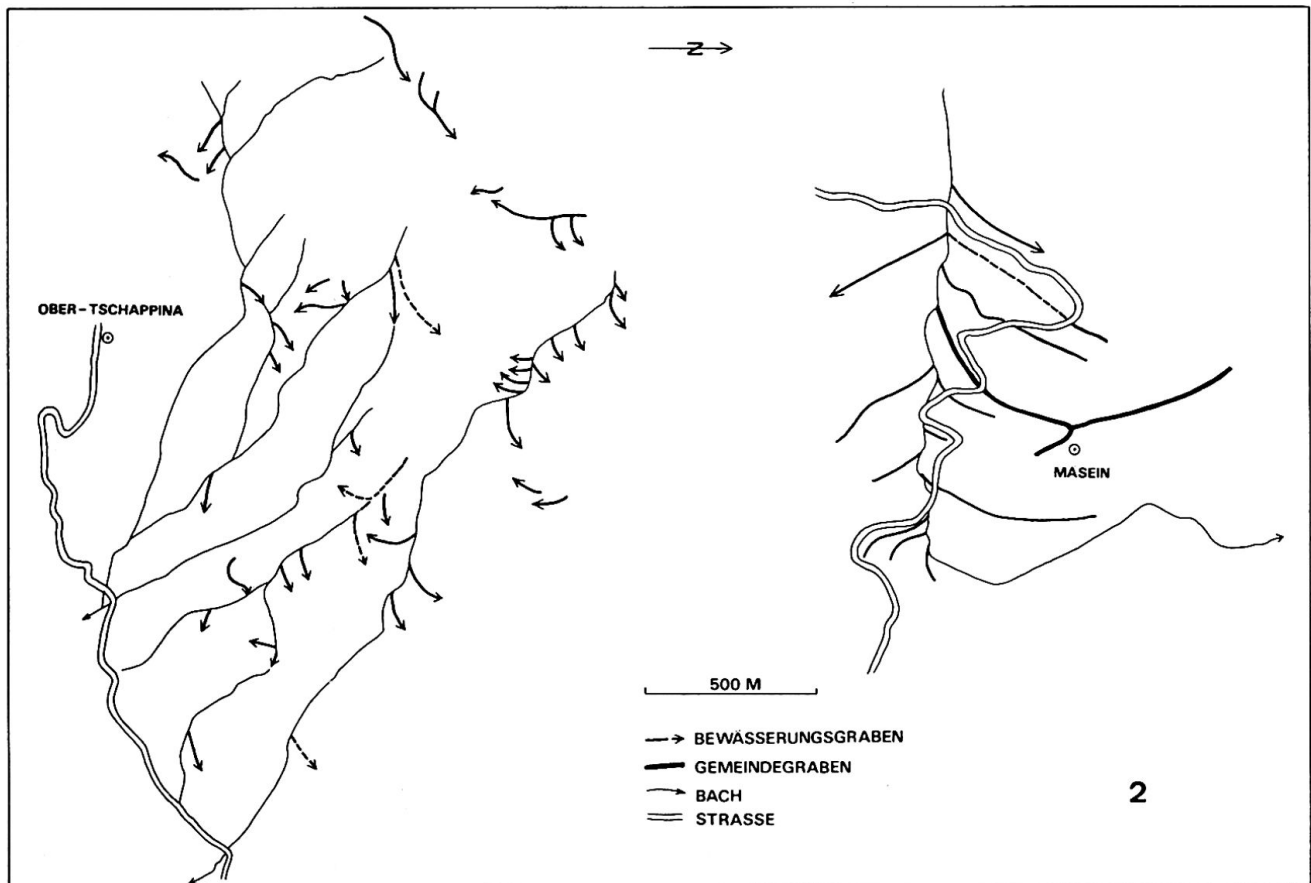 N
OBER-TSCHAPPINA
MASEIN
500 M
BEWÄSSERUNGSGRABEN
GEMEINDEGRABEN
BACH
STRASSE
2